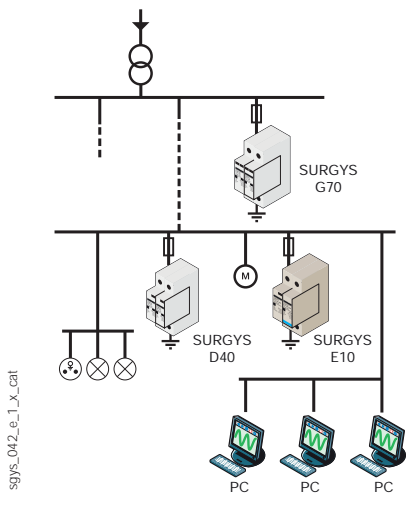 SURGYS
G70
M
SURGYS
D40
SURGYS
E10
PC
PC
PC
sgys_042_e_1_x_cat